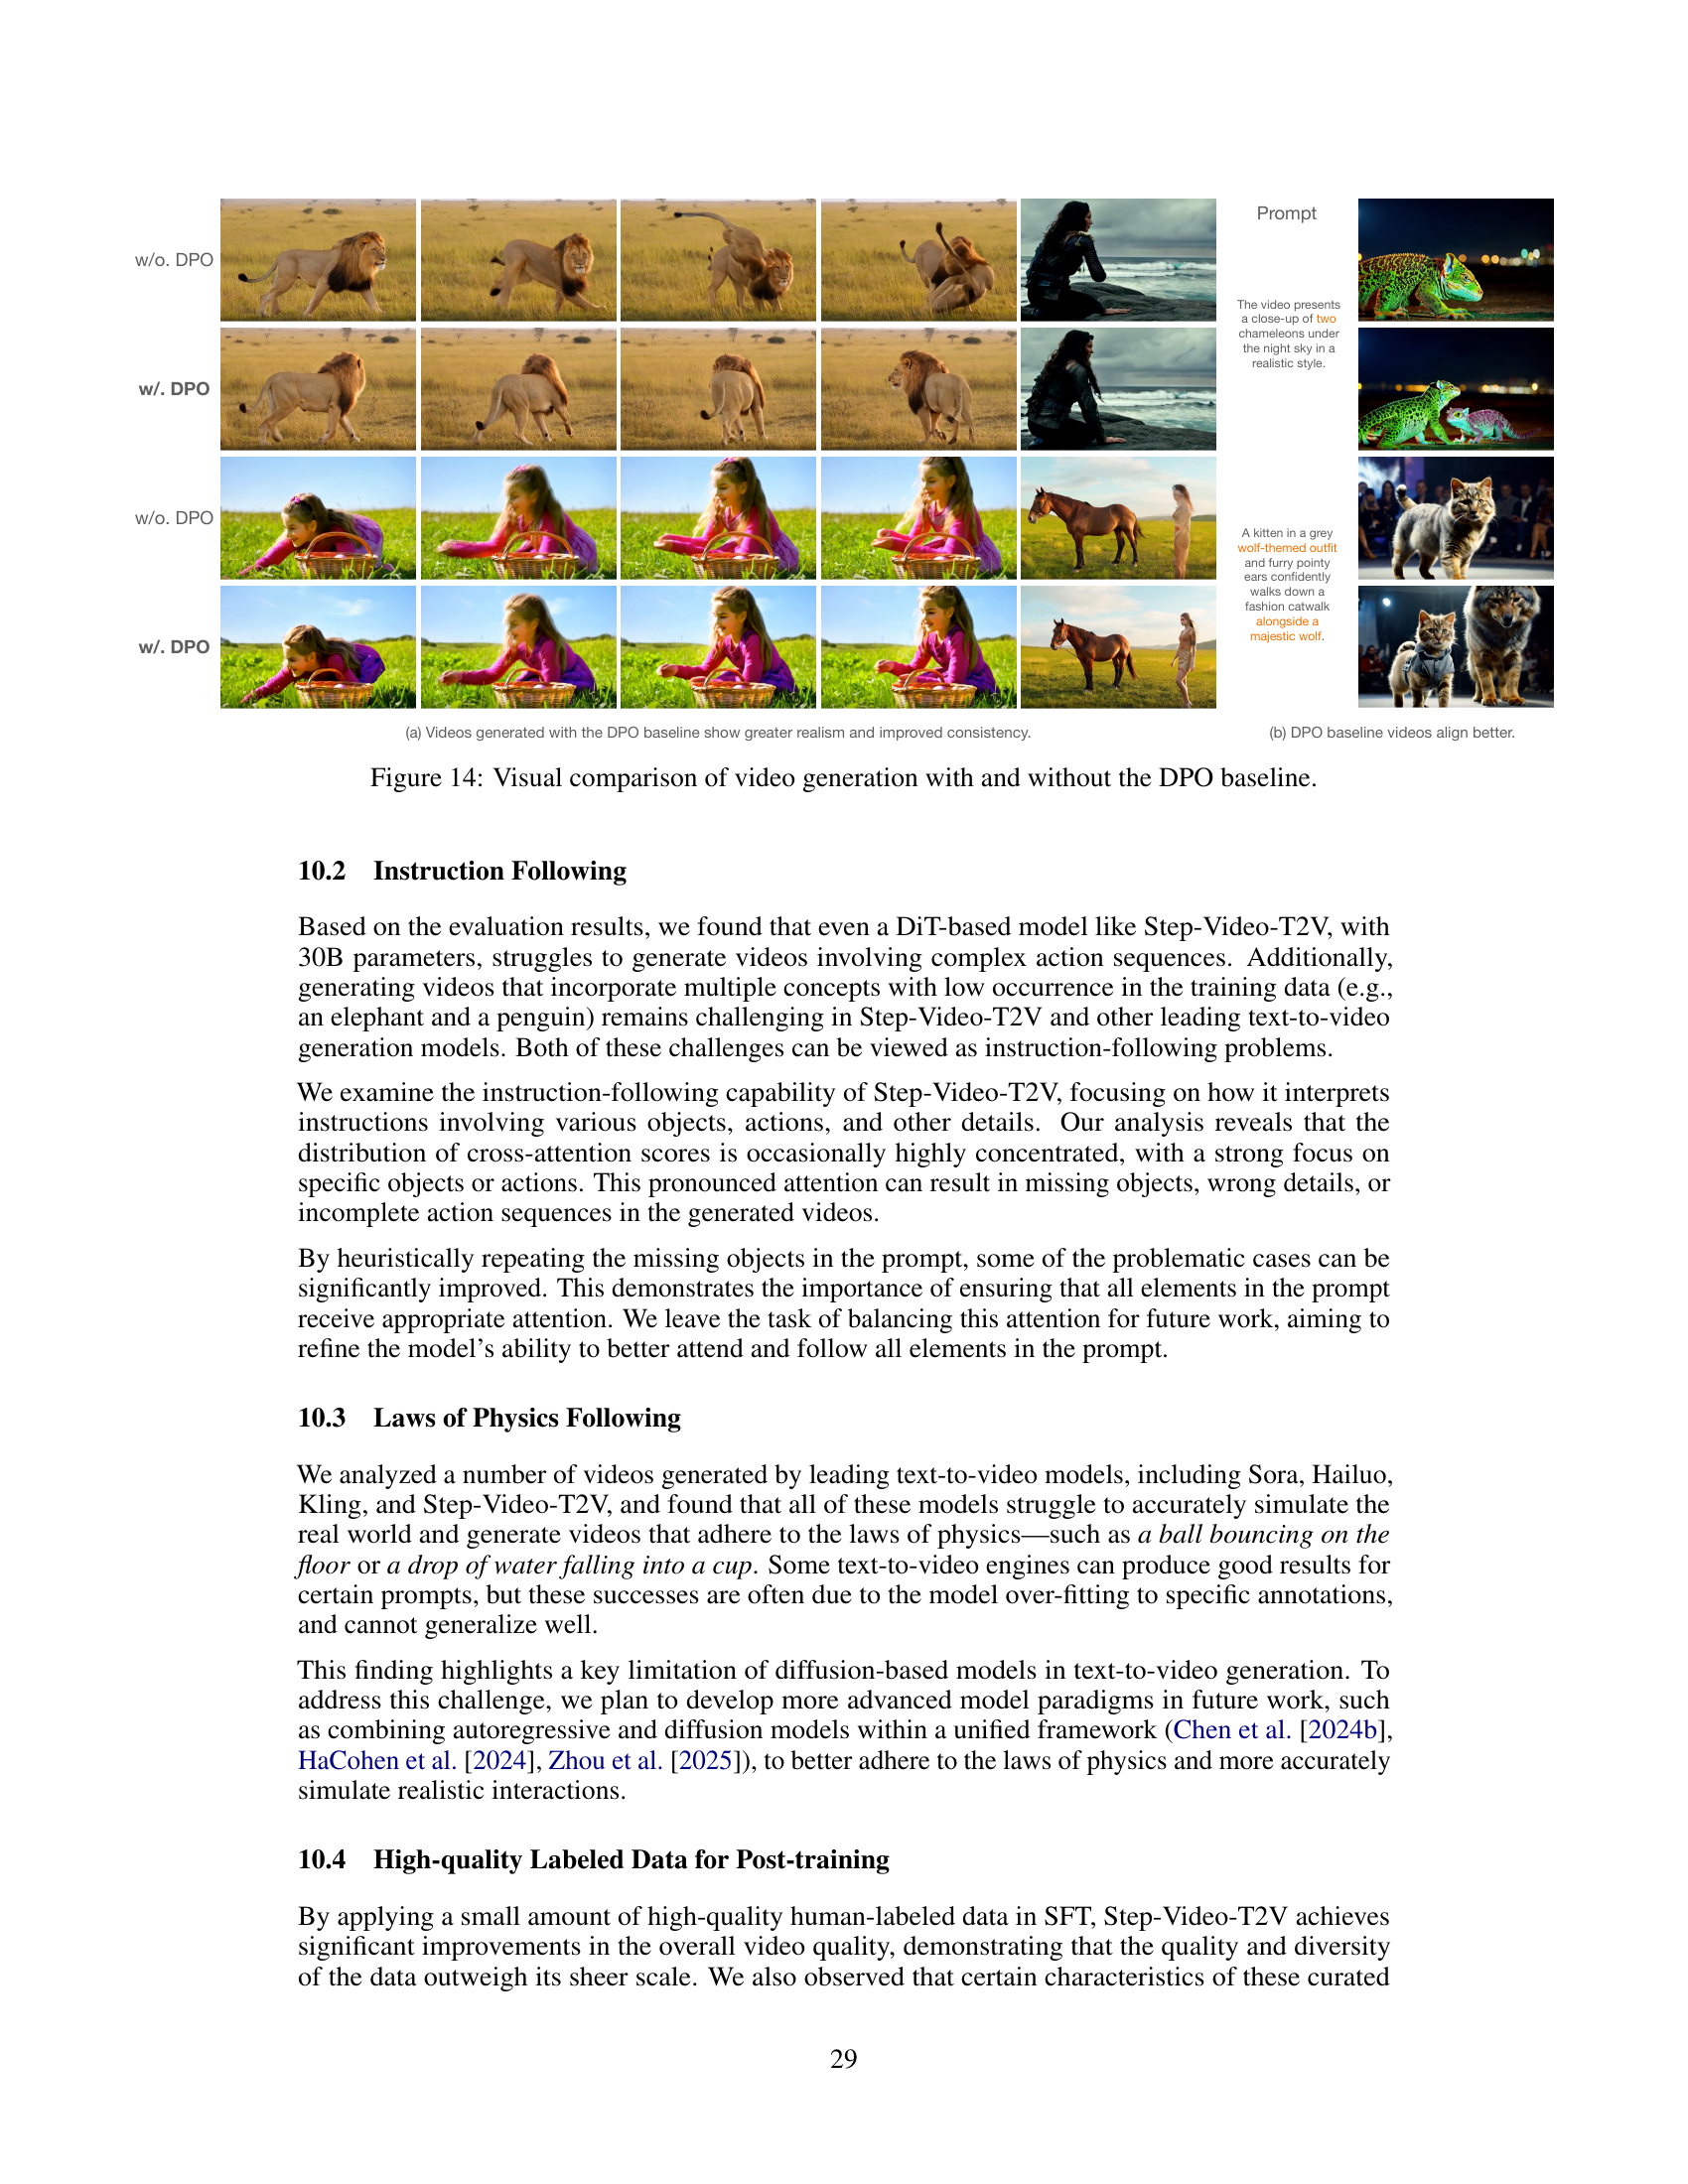 w/o. DPO
w/. DPO
w/o. DPO
w/. DPO
Prompt
The video presents
a close-up of two
chameleons under
the night sky in a
realistic style.
A kitten in a grey
wolf-themed outfit
and furry pointy
ears confidently
walks down a
fashion catwalk
alongside a
majestic wolf.
(a) Videos generated with the DPO baseline show greater realism and improved consistency.
(b) DPO baseline videos align better.
Figure 14: Visual comparison of video generation with and without the DPO baseline.
10.2 Instruction Following
Based on the evaluation results, we found that even a DiT-based model like Step-Video-T2V, with
30B parameters, struggles to generate videos involving complex action sequences. Additionally,
generating videos that incorporate multiple concepts with low occurrence in the training data (e.g.,
an elephant and a penguin) remains challenging in Step-Video-T2V and other leading text-to-video
generation models. Both of these challenges can be viewed as instruction-following problems.
We examine the instruction-following capability of Step-Video-T2V, focusing on how it interprets
instructions involving various objects, actions, and other details. Our analysis reveals that the
distribution of cross-attention scores is occasionally highly concentrated, with a strong focus on
specific objects or actions. This pronounced attention can result in missing objects, wrong details, or
incomplete action sequences in the generated videos.
By heuristically repeating the missing objects in the prompt, some of the problematic cases can be
significantly improved. This demonstrates the importance of ensuring that all elements in the prompt
receive appropriate attention. We leave the task of balancing this attention for future work, aiming to
refine the model's ability to better attend and follow all elements in the prompt.
10.3 Laws of Physics Following
We analyzed a number of videos generated by leading text-to-video models, including Sora, Hailuo,
Kling, and Step-Video-T2V, and found that all of these models struggle to accurately simulate the
real world and generate videos that adhere to the laws of physics—such as a ball bouncing on the
floor or a drop of water falling into a cup. Some text-to-video engines can produce good results for
certain prompts, but these successes are often due to the model over-fitting to specific annotations,
and cannot generalize well.
This finding highlights a key limitation of diffusion-based models in text-to-video generation. To
address this challenge, we plan to develop more advanced model paradigms in future work, such
as combining autoregressive and diffusion models within a unified framework (Chen et al. [2024b],
HaCohen et al. [2024], Zhou et al. [2025]), to better adhere to the laws of physics and more accurately
simulate realistic interactions.
10.4 High-quality Labeled Data for Post-training
By applying a small amount of high-quality human-labeled data in SFT, Step-Video-T2V achieves
significant improvements in the overall video quality, demonstrating that the quality and diversity
of the data outweigh its sheer scale. We also observed that certain characteristics of these curated
29